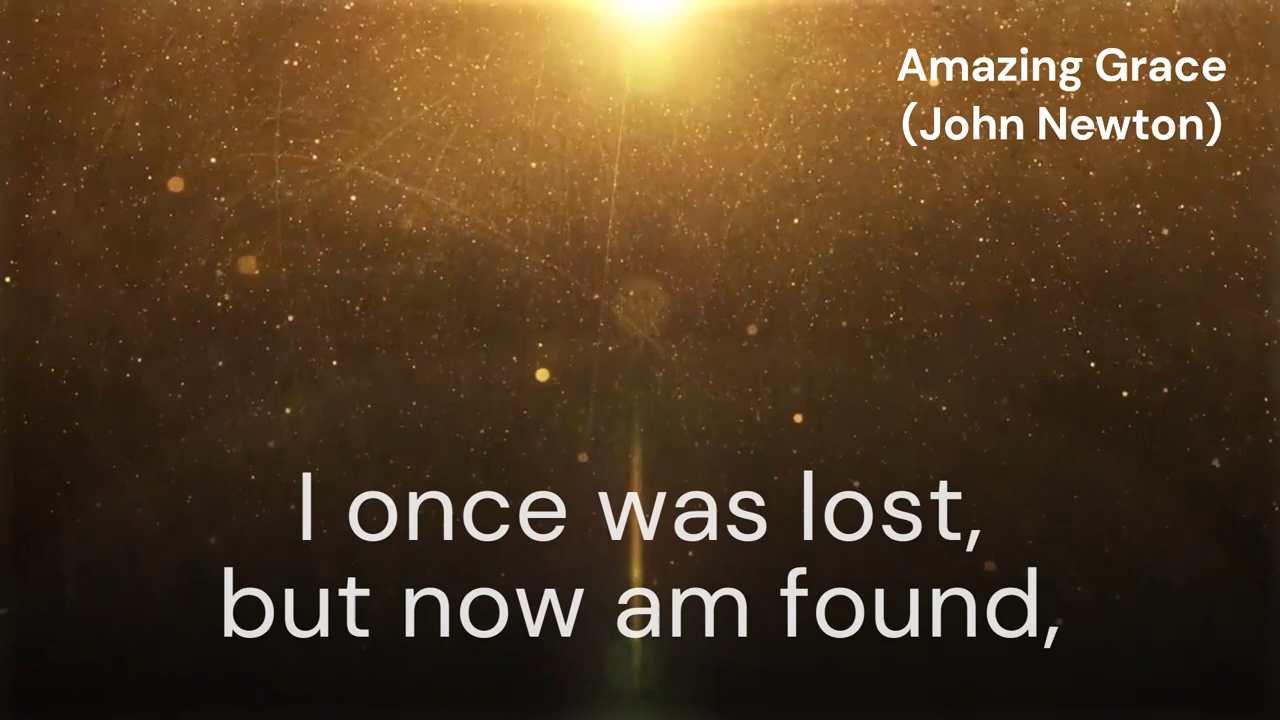 Amazing Grace
(John Newton)
I once was lost,
but now am found,